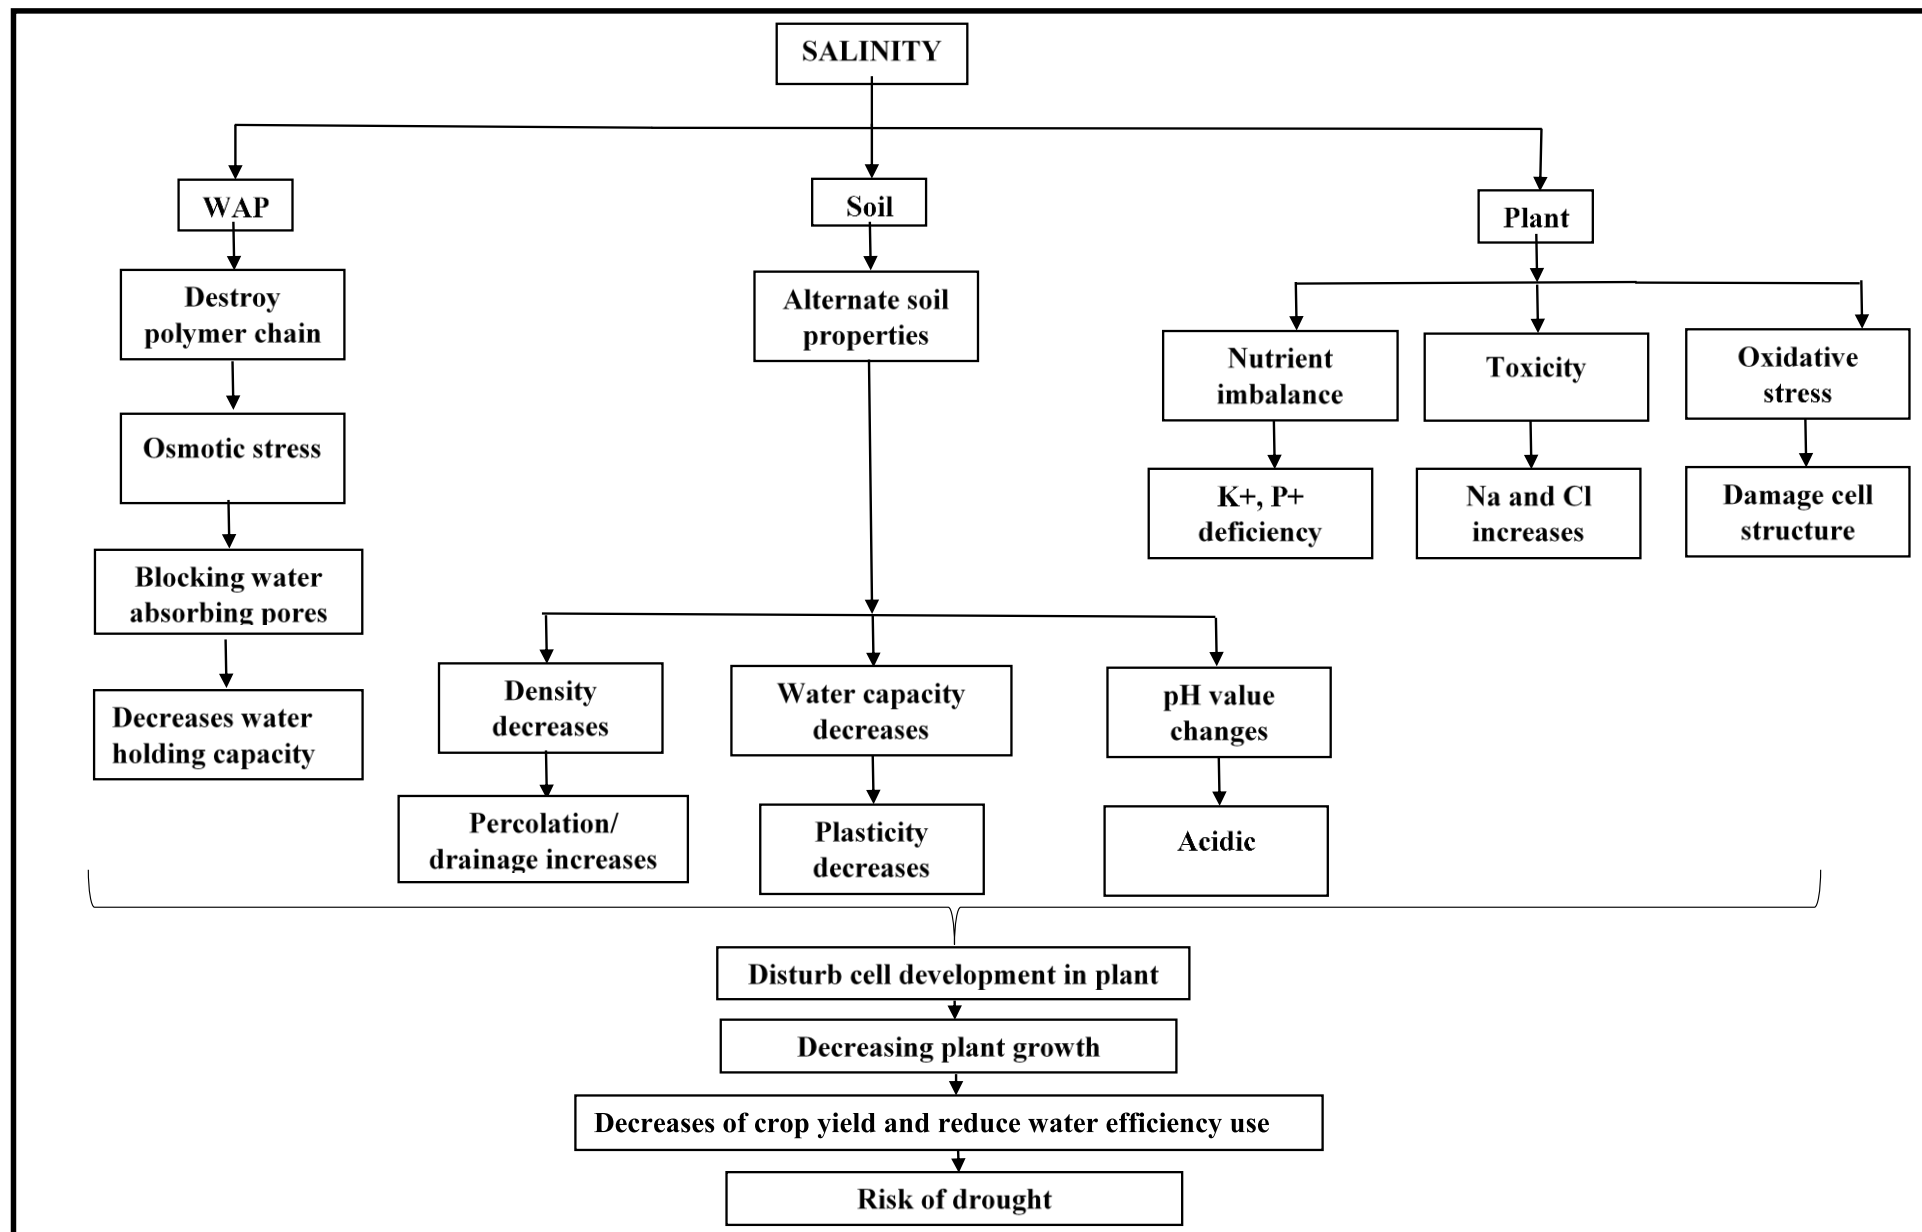 SALINITY
WAP
Soil
Plant
Destroy
polymer chain
Alternate soil
properties
Nutrient
imbalance
Toxicity
Oxidative
stress
Osmotic stress
K+, P+
deficiency
Na and Cl
increases
Damage cell
structure
Blocking water
absorbing pores
Decreases water
holding capacity
Density
decreases
Water capacity
decreases
pH value
changes
Percolation/
drainage increases
Plasticity
decreases
Acidic
Disturb cell development in plant
Decreasing plant growth
Decreases of crop yield and reduce water efficiency use
Risk of drought